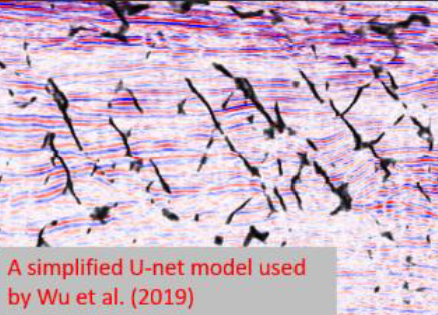 A simplified U-net model used
by Wu et al. (2019)